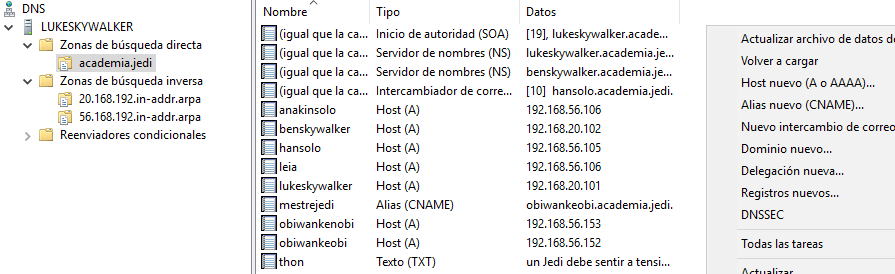 DNS
LUKESKYWALKER
Zonas de búsqueda directa
academia.jedi
Zonas de búsqueda inversa
20.168.192.in-addr.arpa
56.168.192.in-addr.arpa
Reenviadores condicionales
Nombre Tipo Datos
(igual que la ca... Inicio de autoridad (SOA) [19], lukeskywalker.acade...
(igual que la ca... Servidor de nombres (NS) lukeskywalker.academia.je...
(igual que la ca... Servidor de nombres (NS) benskywalker.academia.je...
(igual que la ca... Intercambiador de corre... [10] hansolo.academia.jedi.
anakinsolo Host (A) 192.168.56.106
benskywalker Host (A) 192.168.20.102
hansolo Host (A) 192.168.56.105
leia Host (A) 192.168.56.106
lukeskywalker Host (A) 192.168.20.101
mestrejedi Alias (CNAME) obiwankeobi.academia.jedi.
obiwankenobi Host (A) 192.168.56.153
obiwankeobi Host (A) 192.168.56.152
thon Texto (TXT) un Jedi debe sentir a tensi...
Actualizar archivo de datos de
Volver a cargar
Host nuevo (A o AAAA)...
Alias nuevo (CNAME)...
Nuevo intercambio de correo
Dominio nuevo...
Delegación nueva...
Registros nuevos...
DNSSEC
Todas las tareas
Actualizar